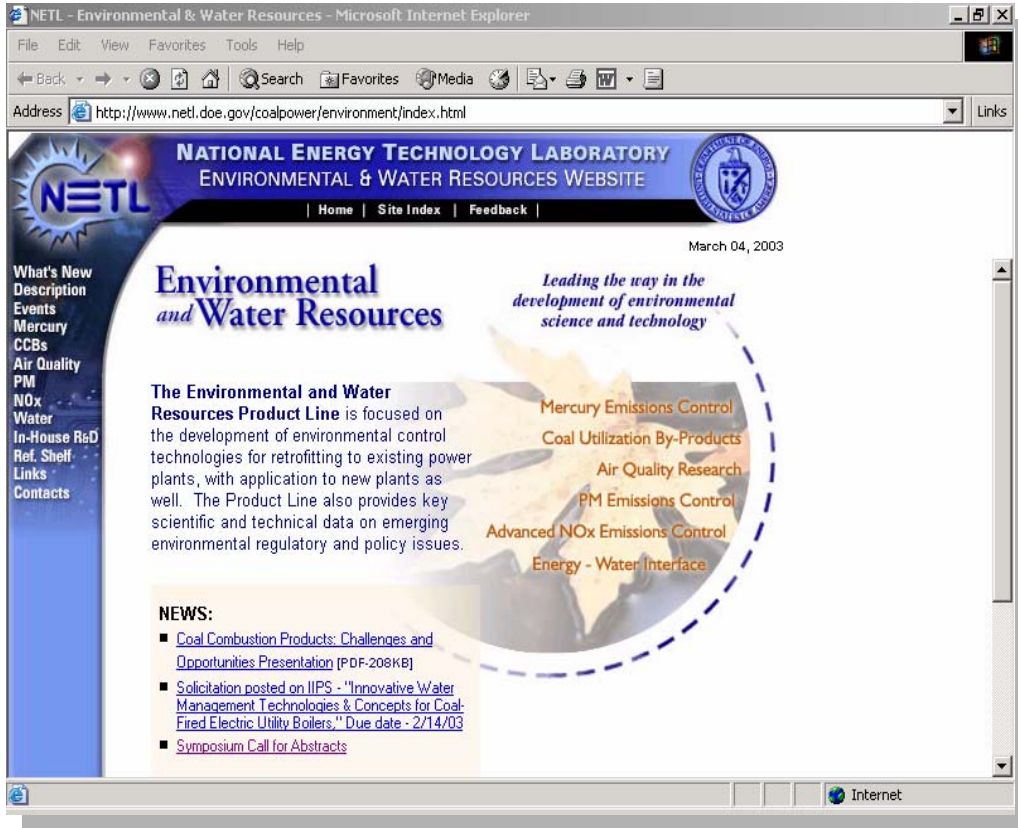 NETL - Environmental & Water Resources - Microsoft Internet Explorer
File Edit View Favorites Tools Help
Back Search Favorites Media
Address http://www.netl.doe.gov/coalpower/environment/index.html Links
NATIONAL ENERGY TECHNOLOGY LABORATORY
ENVIRONMENTAL & WATER RESOURCES WEBSITE
NETL
| Home | Site Index | Feedback |
March 04, 2003
What's New
Description
Events
Mercury
CCBs
Air Quality
PM
NOx
Water
In-House R&D
Ref. Shelf
Links
Contacts
Environmental
and Water Resources
Leading the way in the
development of environmental
science and technology
The Environmental and Water
Resources Product Line is focused on
the development of environmental control
technologies for retrofitting to existing power
plants, with application to new plants as
well. The Product Line also provides key
scientific and technical data on emerging
environmental regulatory and policy issues.
Mercury Emissions Control
Coal Utilization By-Products
Air Quality Research
PM Emissions Control
Advanced NOx Emissions Control
Energy - Water Interface
NEWS:
Coal Combustion Products: Challenges and
Opportunities Presentation [PDF-208KB]
Solicitation posted on IIPS - "Innovative Water
Management Technologies & Concepts for Coal-
Fired Electric Utility Boilers," Due date - 2/14/03
Symposium Call for Abstracts
Internet